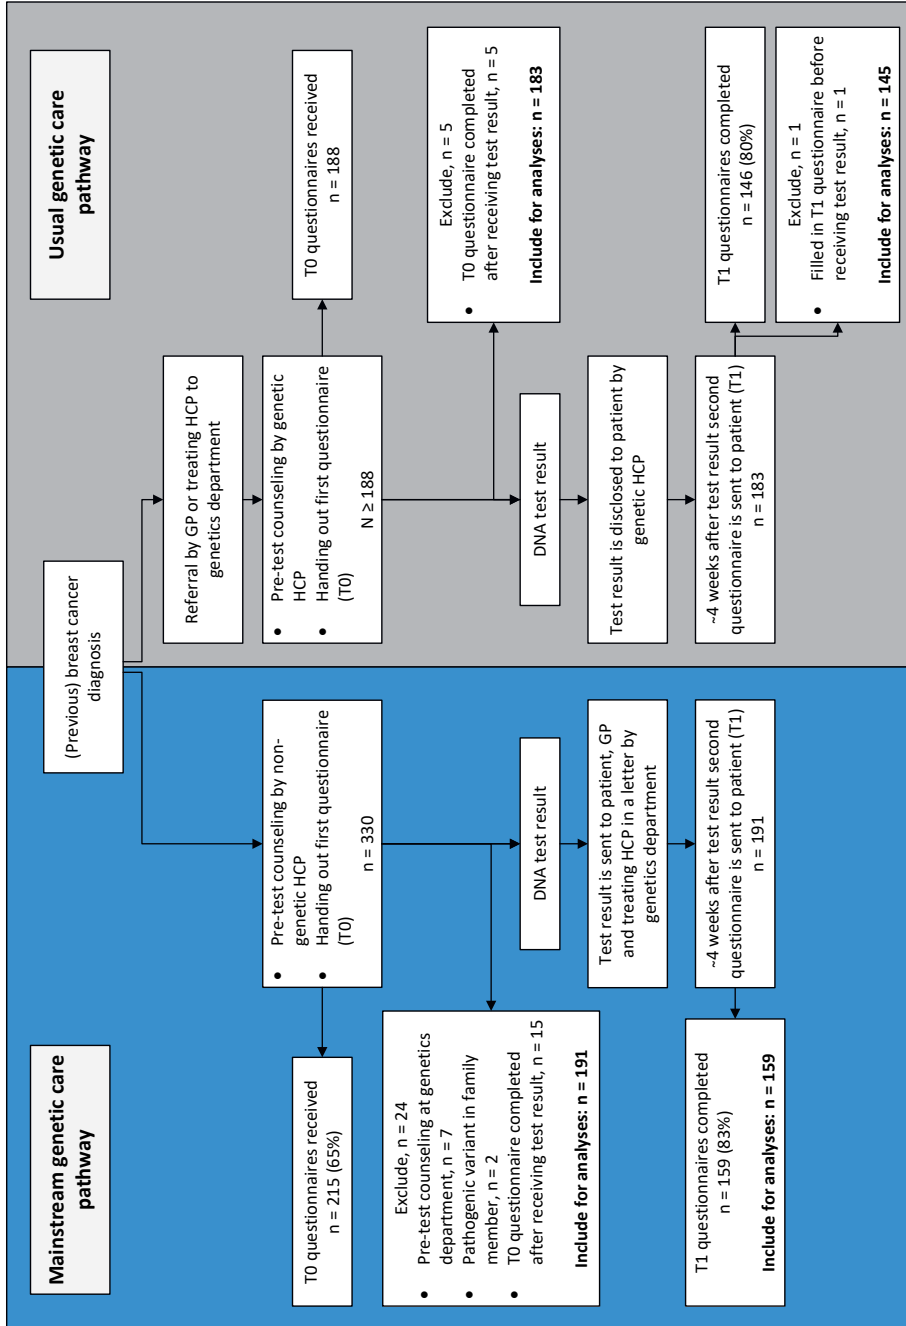 Mainstream genetic care
pathway
Usual genetic care
pathway
(Previous) breast cancer
diagnosis
Referral by GP or treating HCP to
genetics department
• Pre-test counseling by non-
genetic HCP
• Handing out first questionnaire
(T0)
n = 330
• Pre-test counseling by genetic
HCP
• Handing out first questionnaire
(T0)
N ≥ 188
T0 questionnaires received
n = 215 (65%)
T0 questionnaires received
n = 188
Exclude, n = 24
• Pre-test counseling at genetics
department, n = 7
• Pathogenic variant in family
member, n = 2
• T0 questionnaire completed
after receiving test result, n = 15
Include for analyses: n = 191
Exclude, n = 5
• T0 questionnaire completed
after receiving test result, n = 5
Include for analyses: n = 183
DNA test result
DNA test result
Test result is sent to patient, GP
and treating HCP in a letter by
genetics department
Test result is disclosed to patient by
genetic HCP
~4 weeks after test result second
questionnaire is sent to patient (T1)
n = 191
~4 weeks after test result second
questionnaire is sent to patient (T1)
n = 183
T1 questionnaires completed
n = 159 (83%)
Include for analyses: n = 159
T1 questionnaires completed
n = 146 (80%)
Exclude, n = 1
• Filled in T1 questionnaire before
receiving test result, n = 1
Include for analyses: n = 145